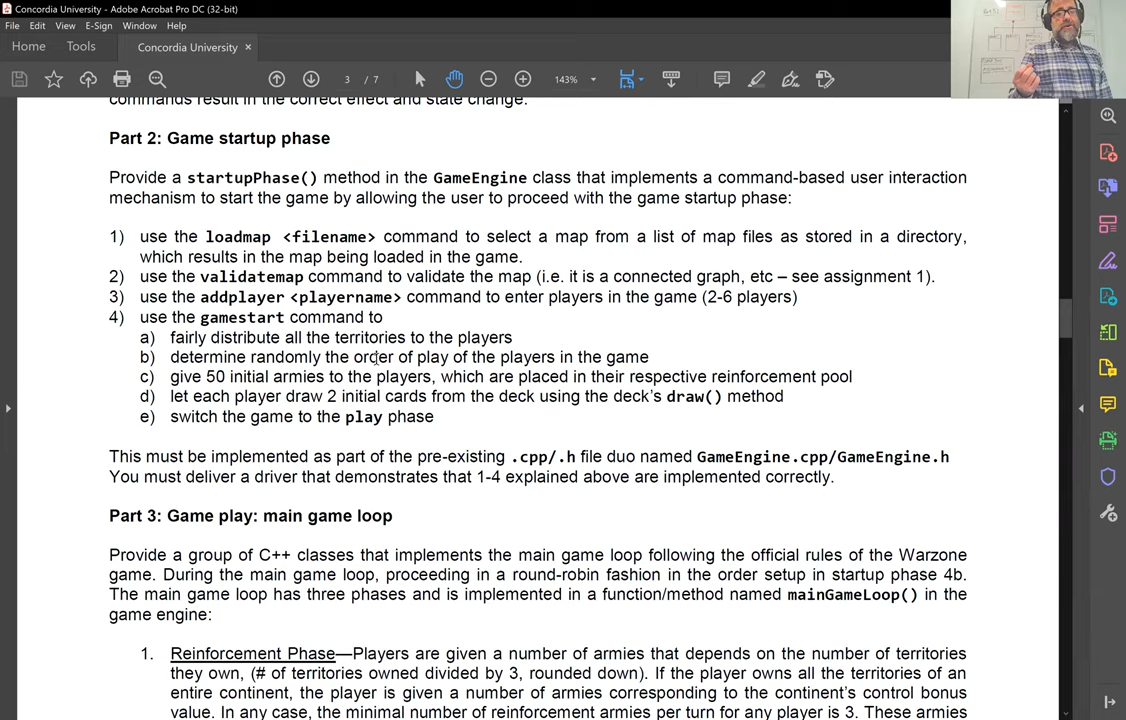 Concordia University - Adobe Acrobat Pro DC (32-bit)
File Edit View E-Sign Window Help
Home Tools Concordia University ×
3 / 7 143%
commands result in the correct effect and state change.
Part 2: Game startup phase
Provide a startupPhase() method in the GameEngine class that implements a command-based user interaction
mechanism to start the game by allowing the user to proceed with the game startup phase:
1) use the loadmap <filename> command to select a map from a list of map files as stored in a directory,
which results in the map being loaded in the game.
2) use the validatemap command to validate the map (i.e. it is a connected graph, etc – see assignment 1).
3) use the addplayer <playername> command to enter players in the game (2-6 players)
4) use the gamestart command to
a) fairly distribute all the territories to the players
b) determine randomly the order of play of the players in the game
c) give 50 initial armies to the players, which are placed in their respective reinforcement pool
d) let each player draw 2 initial cards from the deck using the deck's draw() method
e) switch the game to the play phase
This must be implemented as part of the pre-existing .cpp/.h file duo named GameEngine.cpp/GameEngine.h
You must deliver a driver that demonstrates that 1-4 explained above are implemented correctly.
Part 3: Game play: main game loop
Provide a group of C++ classes that implements the main game loop following the official rules of the Warzone
game. During the main game loop, proceeding in a round-robin fashion in the order setup in startup phase 4b.
The main game loop has three phases and is implemented in a function/method named mainGameLoop() in the
game engine:
1. Reinforcement Phase—Players are given a number of armies that depends on the number of territories
they own, (# of territories owned divided by 3, rounded down). If the player owns all the territories of an
entire continent, the player is given a number of armies corresponding to the continent's control bonus
value. In any case, the minimal number of reinforcement armies per turn for any player is 3. These armies